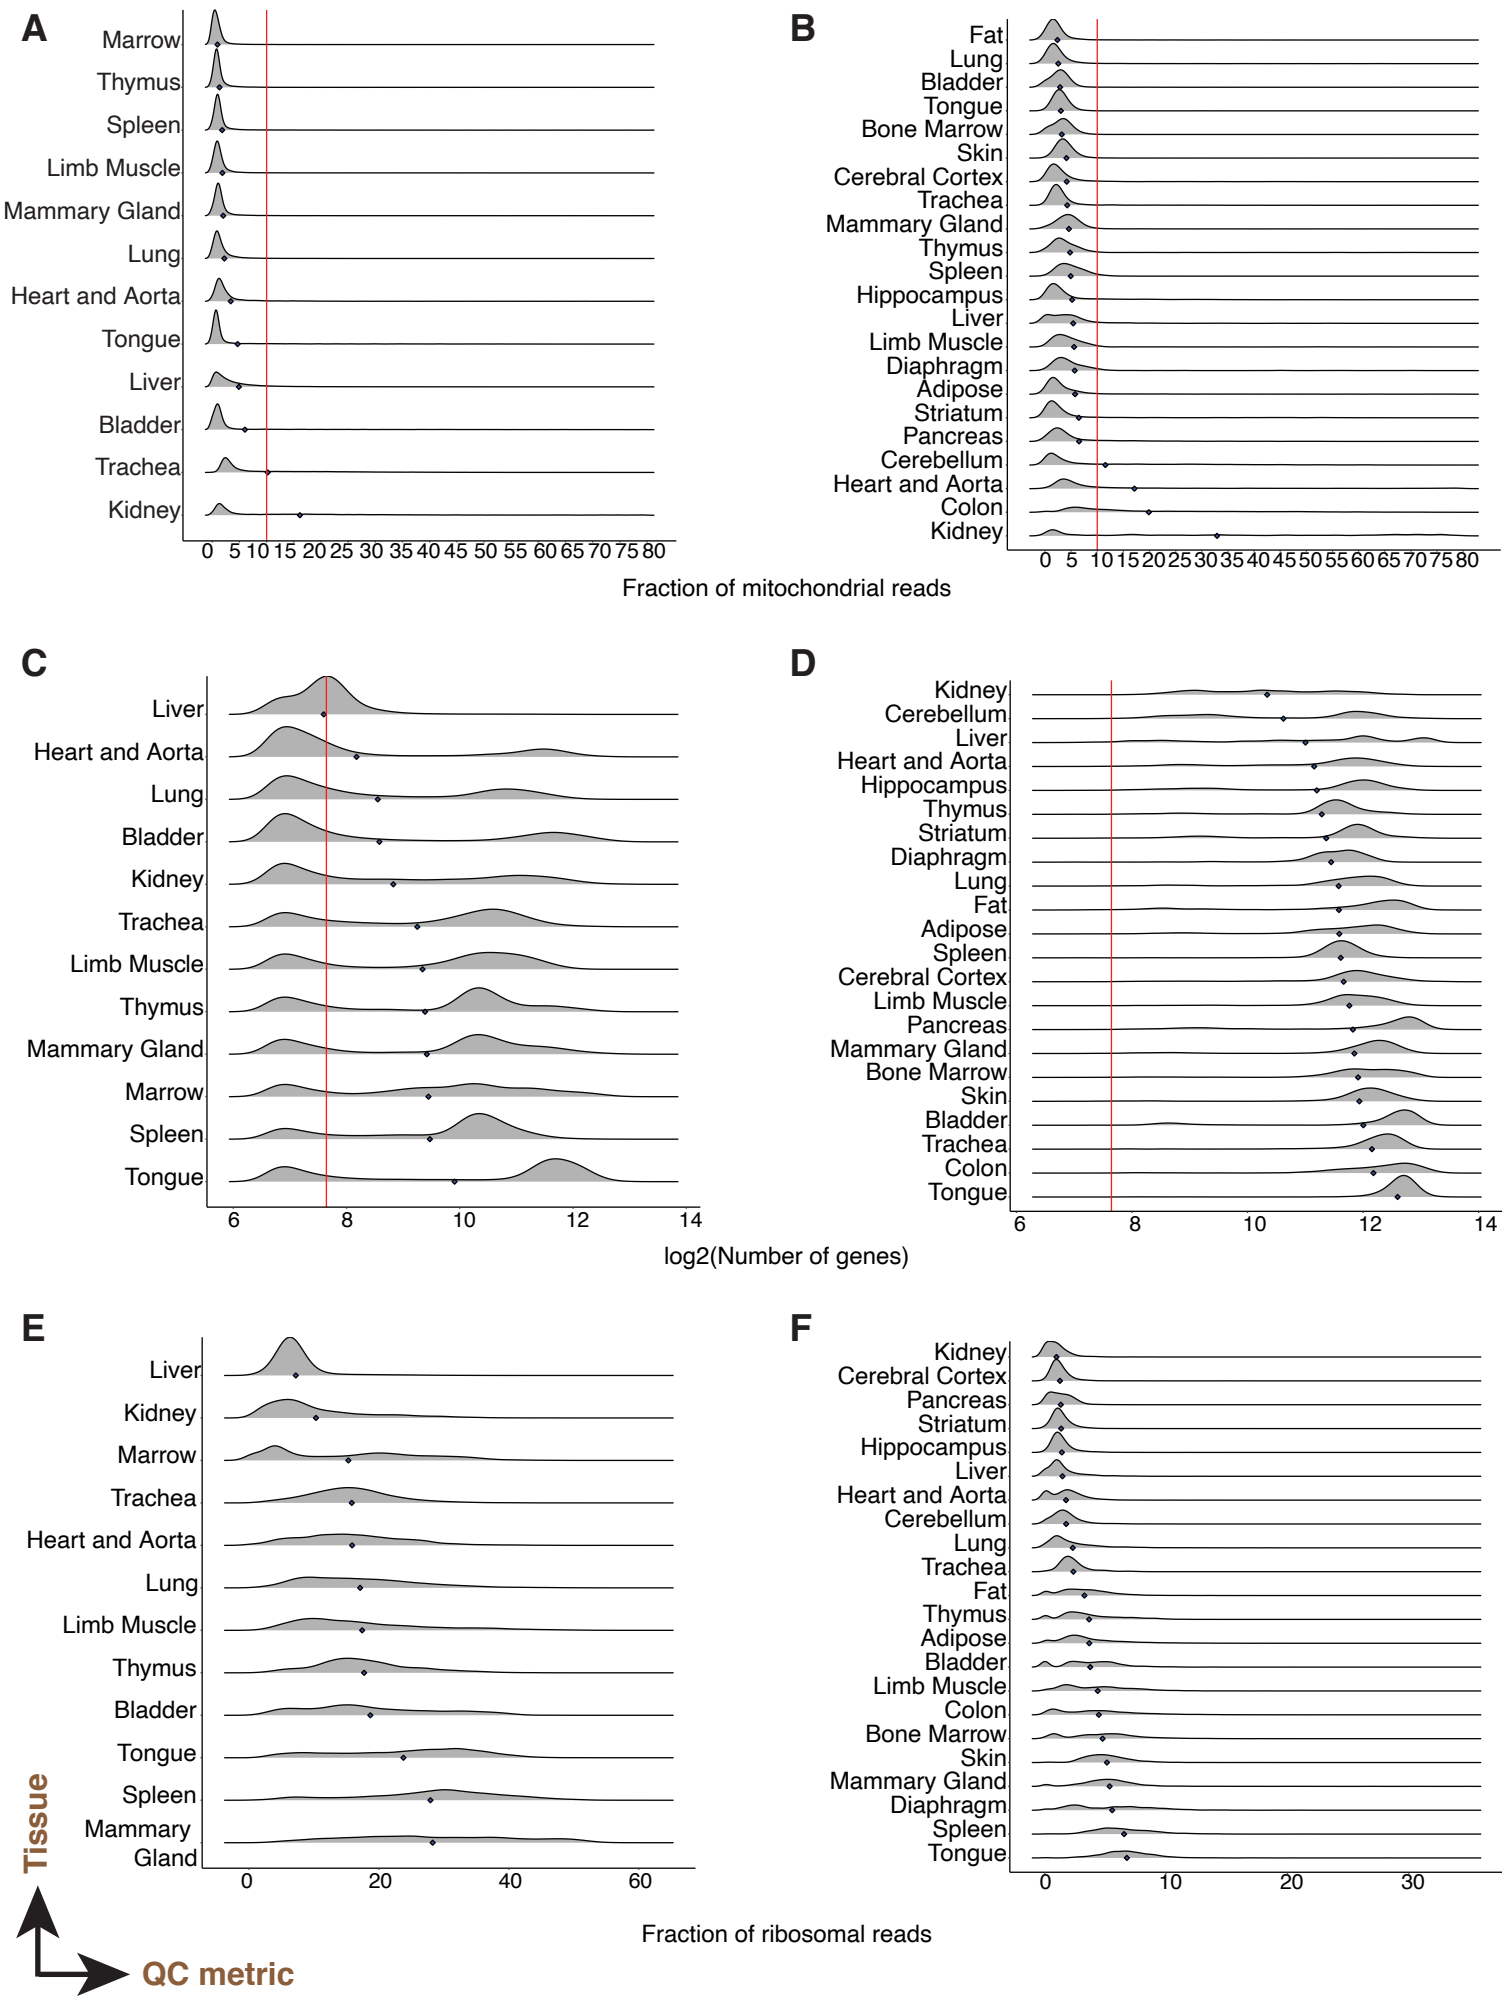 A
Marrow
Thymus
Spleen
Limb Muscle
Mammary Gland
Lung
Heart and Aorta
Tongue
Liver
Bladder
Trachea
Kidney
0 5 10 15 20 25 30 35 40 45 50 55 60 65 70 75 80
B
Fat
Lung
Bladder
Tongue
Bone Marrow
Skin
Cerebral Cortex
Trachea
Mammary Gland
Thymus
Spleen
Hippocampus
Liver
Limb Muscle
Diaphragm
Adipose
Striatum
Pancreas
Cerebellum
Heart and Aorta
Colon
Kidney
0 5 10 15 20 25 30 35 40 45 50 55 60 65 70 75 80
Fraction of mitochondrial reads
C
Liver
Heart and Aorta
Lung
Bladder
Kidney
Trachea
Limb Muscle
Thymus
Mammary Gland
Marrow
Spleen
Tongue
6 8 10 12 14
D
Kidney
Cerebellum
Liver
Heart and Aorta
Hippocampus
Thymus
Striatum
Diaphragm
Lung
Fat
Adipose
Spleen
Cerebral Cortex
Limb Muscle
Pancreas
Mammary Gland
Bone Marrow
Skin
Bladder
Trachea
Colon
Tongue
6 8 10 12 14
log2(Number of genes)
E
Liver
Kidney
Marrow
Trachea
Heart and Aorta
Lung
Limb Muscle
Thymus
Bladder
Tongue
Spleen
Mammary
Gland
0 20 40 60
F
Kidney
Cerebral Cortex
Pancreas
Striatum
Hippocampus
Liver
Heart and Aorta
Cerebellum
Lung
Trachea
Fat
Thymus
Adipose
Bladder
Limb Muscle
Colon
Bone Marrow
Skin
Mammary Gland
Diaphragm
Spleen
Tongue
0 10 20 30
Fraction of ribosomal reads
Tissue
QC metric